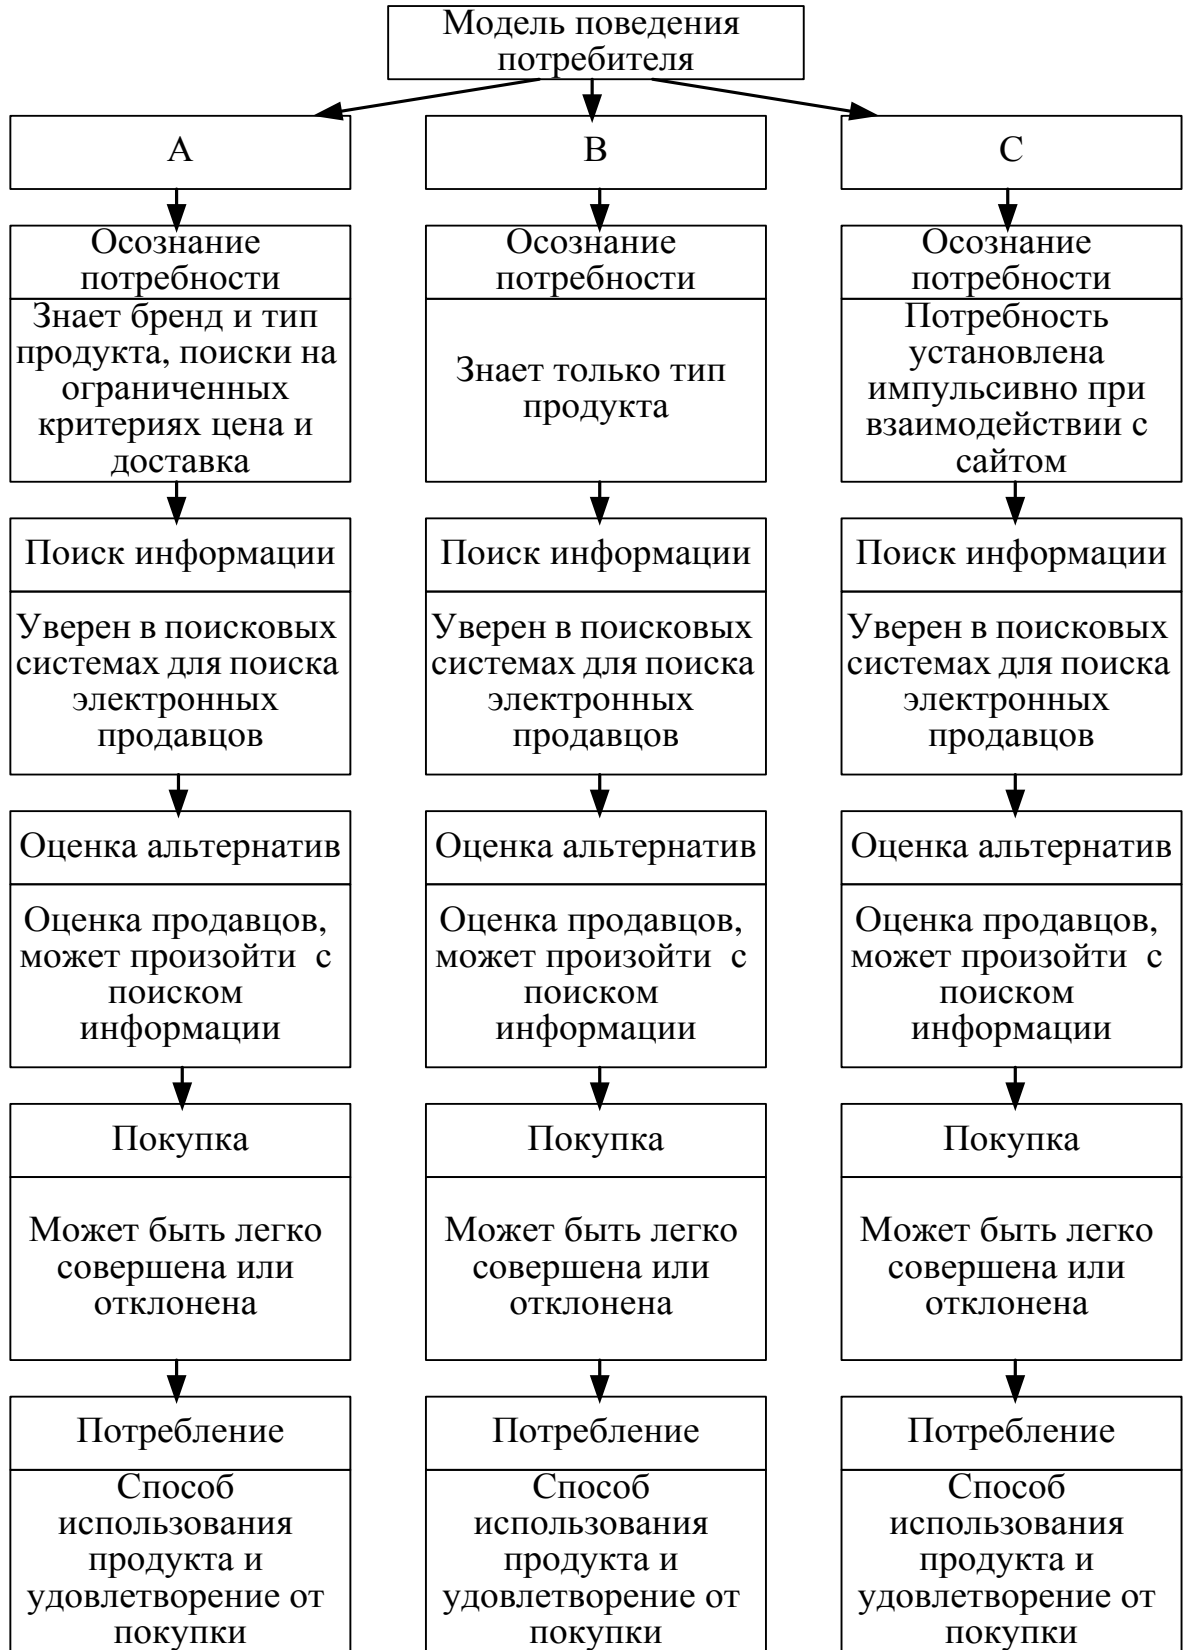 Модель поведения
потребителя
A
B
C
Осознание
потребности
Знает бренд и тип
продукта, поиски на
ограниченных
критериях цена и
доставка
Осознание
потребности
Знает только тип
продукта
Осознание
потребности
Потребность
установлена
импульсивно при
взаимодействии с
сайтом
Поиск информации
Уверен в поисковых
системах для поиска
электронных
продавцов
Поиск информации
Уверен в поисковых
системах для поиска
электронных
продавцов
Поиск информации
Уверен в поисковых
системах для поиска
электронных
продавцов
Оценка альтернатив
Оценка продавцов,
может произойти  с
поиском
информации
Оценка альтернатив
Оценка продавцов,
может произойти  с
поиском
информации
Оценка альтернатив
Оценка продавцов,
может произойти  с
поиском
информации
Покупка
Может быть легко
совершена или
отклонена
Покупка
Может быть легко
совершена или
отклонена
Покупка
Может быть легко
совершена или
отклонена
Потребление
Способ
использования
продукта и
удовлетворение от
покупки
Потребление
Способ
использования
продукта и
удовлетворение от
покупки
Потребление
Способ
использования
продукта и
удовлетворение от
покупки